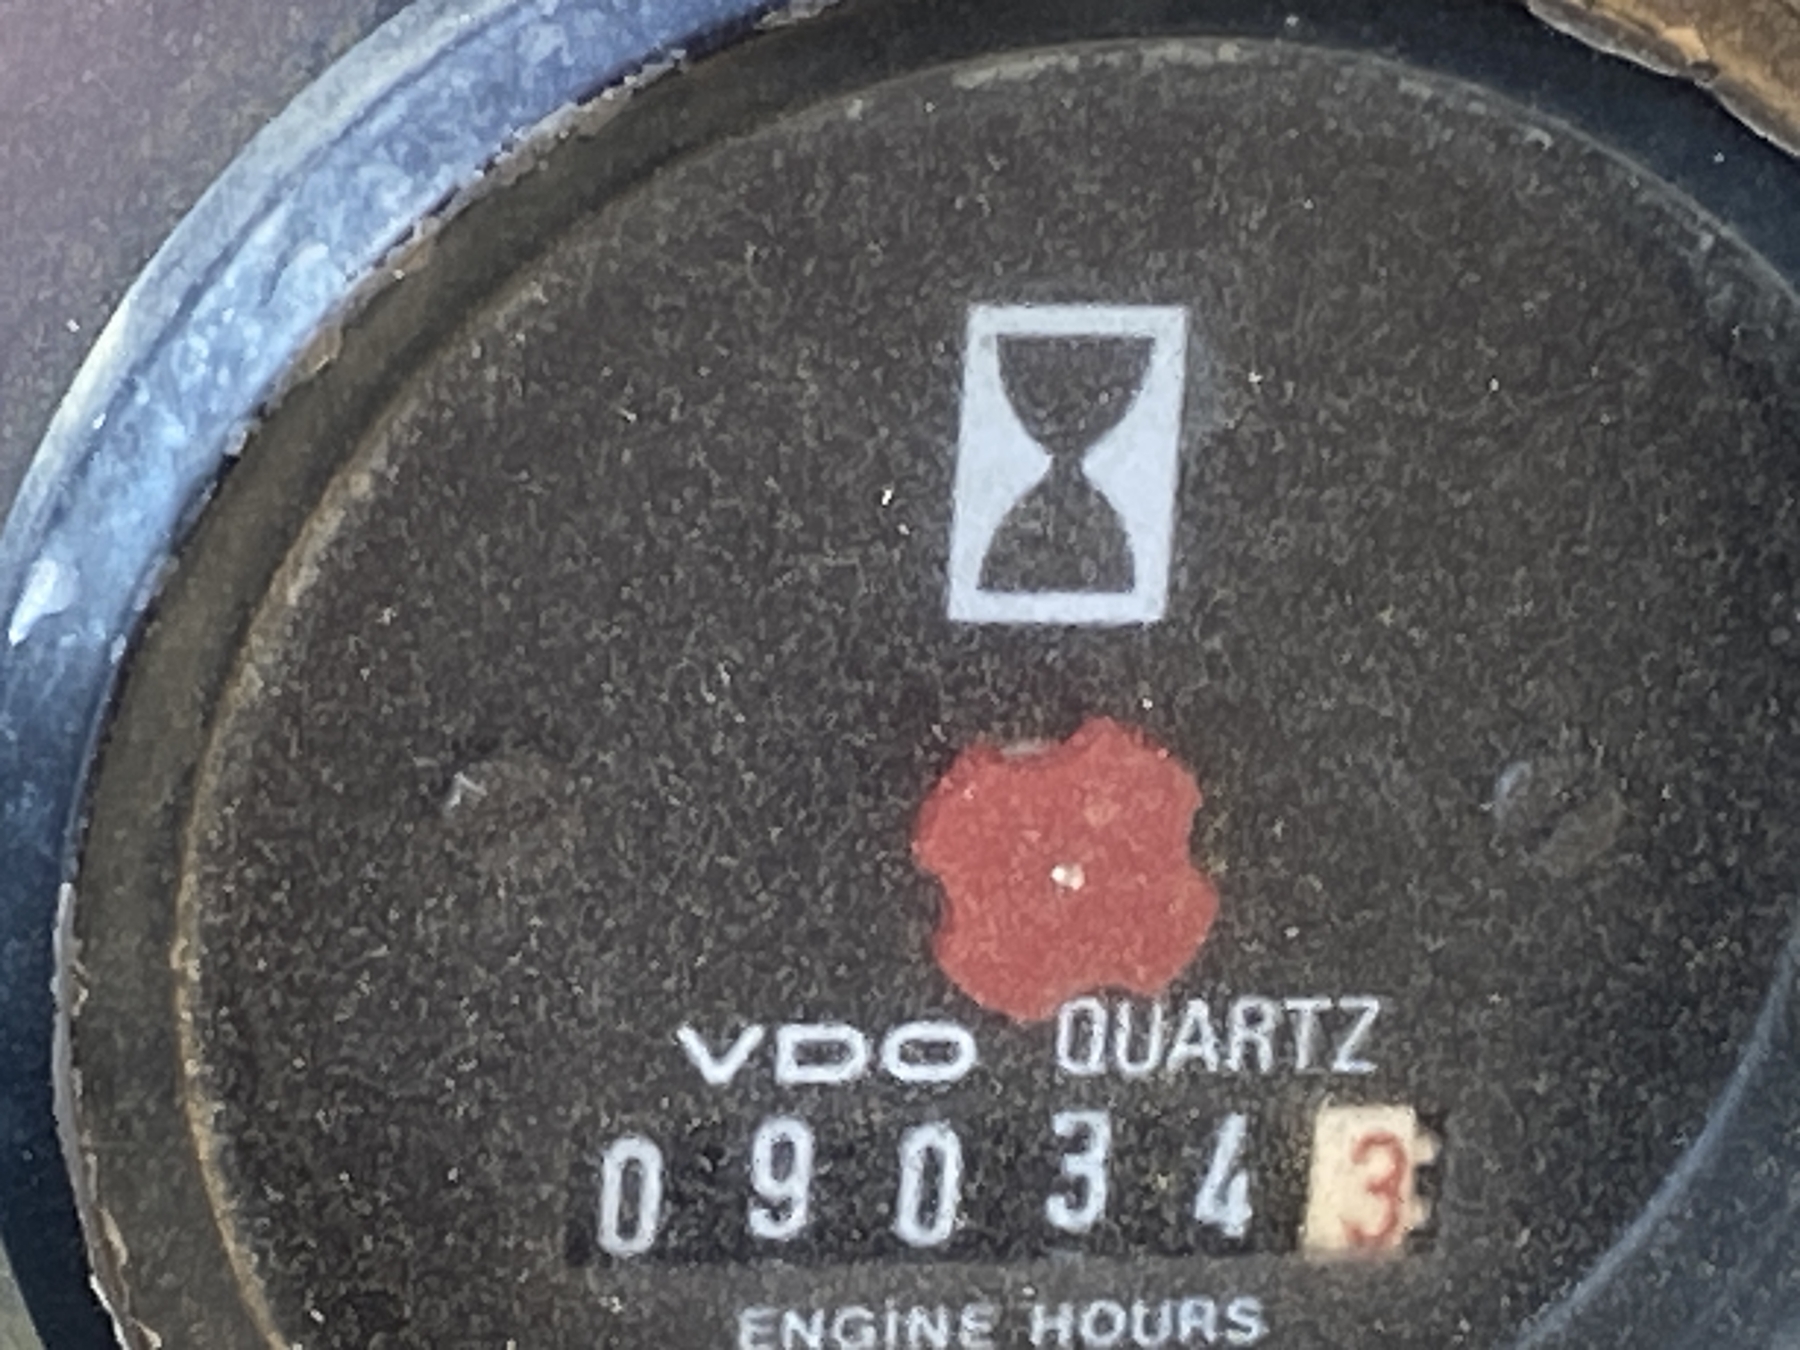 VDO QUARTZ
090343
ENGINE HOURS